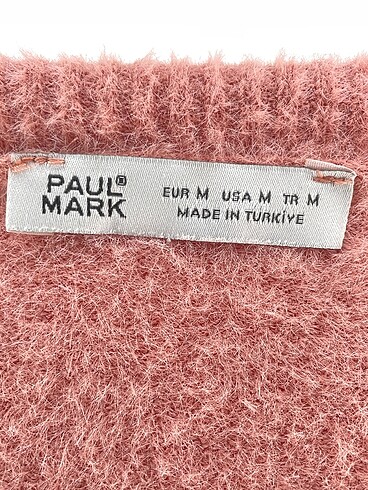 PAUL®
MARK
EUR M USA M TR M
MADE IN TURKİYE